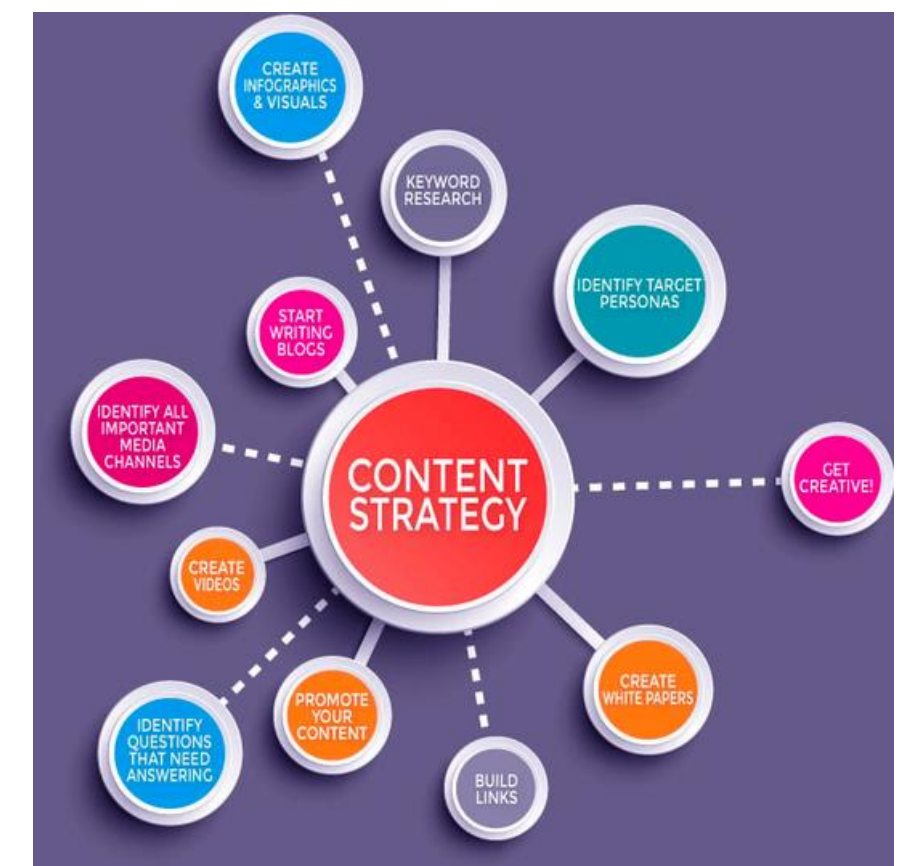 CREATE
INFOGRAPHICS
& VISUALS
KEYWORD
RESEARCH
IDENTIFY TARGET
PERSONAS
START
WRITING
BLOGS
IDENTIFY ALL
IMPORTANT
MEDIA
CHANNELS
CONTENT
STRATEGY
GET
CREATIVE!
CREATE
VIDEOS
CREATE
WHITE PAPERS
PROMOTE
YOUR
CONTENT
IDENTIFY
QUESTIONS
THAT NEED
ANSWERING
BUILD
LINKS